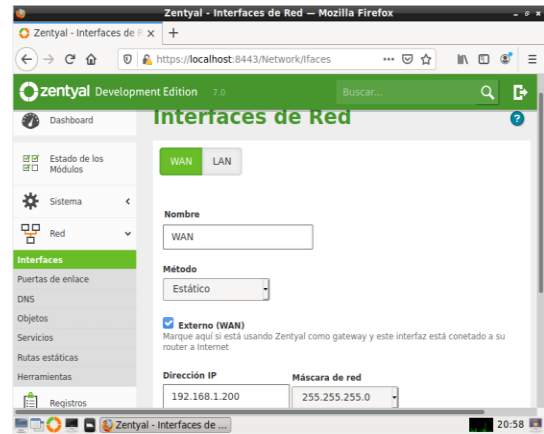 Zentyal - Interfaces de Red — Mozilla Firefox
Zentyal - Interfaces de R
https://localhost:8443/Network/Ifaces
zentyal Development Edition 7.0 Buscar...
Dashboard
Interfaces de Red
Estado de los
Módulos
WAN LAN
Sistema
Red
Nombre
WAN
Interfaces
Puertas de enlace
DNS
Objetos
Servicios
Rutas estáticas
Herramientas
Registros
Método
Estático
Externo (WAN)
Marque aquí si está usando Zentyal como gateway y este interfaz está conetado a su
router a Internet
Dirección IP Máscara de red
192.168.1.200 255.255.255.0
Zentyal - Interfaces de ... 20:58